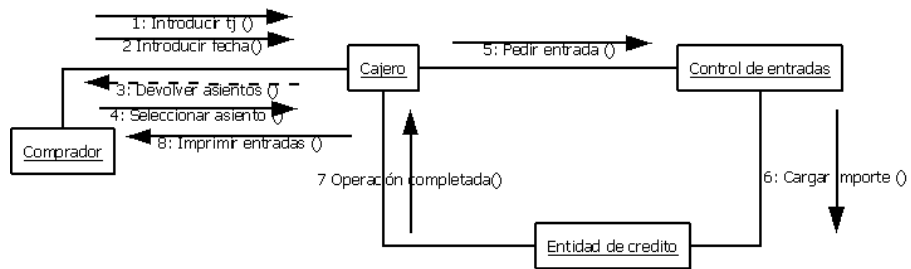 1: Introducir tj ()
2 Introducir fecha()
5: Pedir entrada ()
Cajero
Control de entradas
3: Devolver asientos ()
4: Seleccionar asiento ()
8: Imprimir entradas ()
Comprador
7 Operación completada()
6: Cargar importe ()
Entidad de credito